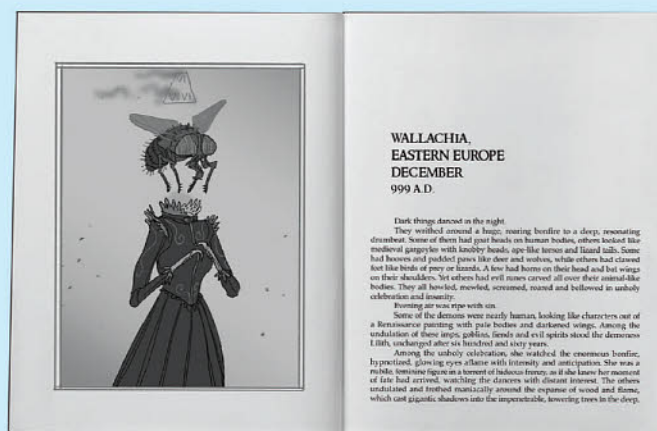 WALLACHIA,
EASTERN EUROPE
DECEMBER
999 A.D.
Dark things danced in the night.
They writhed around a huge, roaring bonfire to a deep, resonating
drumbeat. Some of them had goat heads on human bodies, others looked like
medieval gargoyles with knobby heads, ape-like torsos and lizard tails. Some
had hooves and padded paws like deer and wolves, while others had clawed
feet like birds of prey or lizards. A few had horns on their head and bat wings
on their shoulders. Yet others had evil runes carved all over their animal-like
bodies. They all howled, mewled, screamed, roared and bellowed in unholy
celebration and insanity.
Evening air was ripe with sin.
Some of the demons were nearly human, looking like characters out of
a Renaissance painting with pale bodies and darkened wings. Among the
undulation of these imps, goblins, fiends and evil spirits stood the demoness
Lilith, unchanged after six hundred and sixty years.
Among the unholy celebration, she watched the enormous bonfire,
hypnotized, glowing eyes aflame with intensity and anticipation. She was a
nubile, feminine figure in a torrent of hideous frenzy, as if she knew her moment
of fate had arrived, watching the dancers with distant interest. The others
undulated and frothed maniacally around the expanse of wood and flame,
which cast gigantic shadows into the impenetrable, towering trees in the deep,